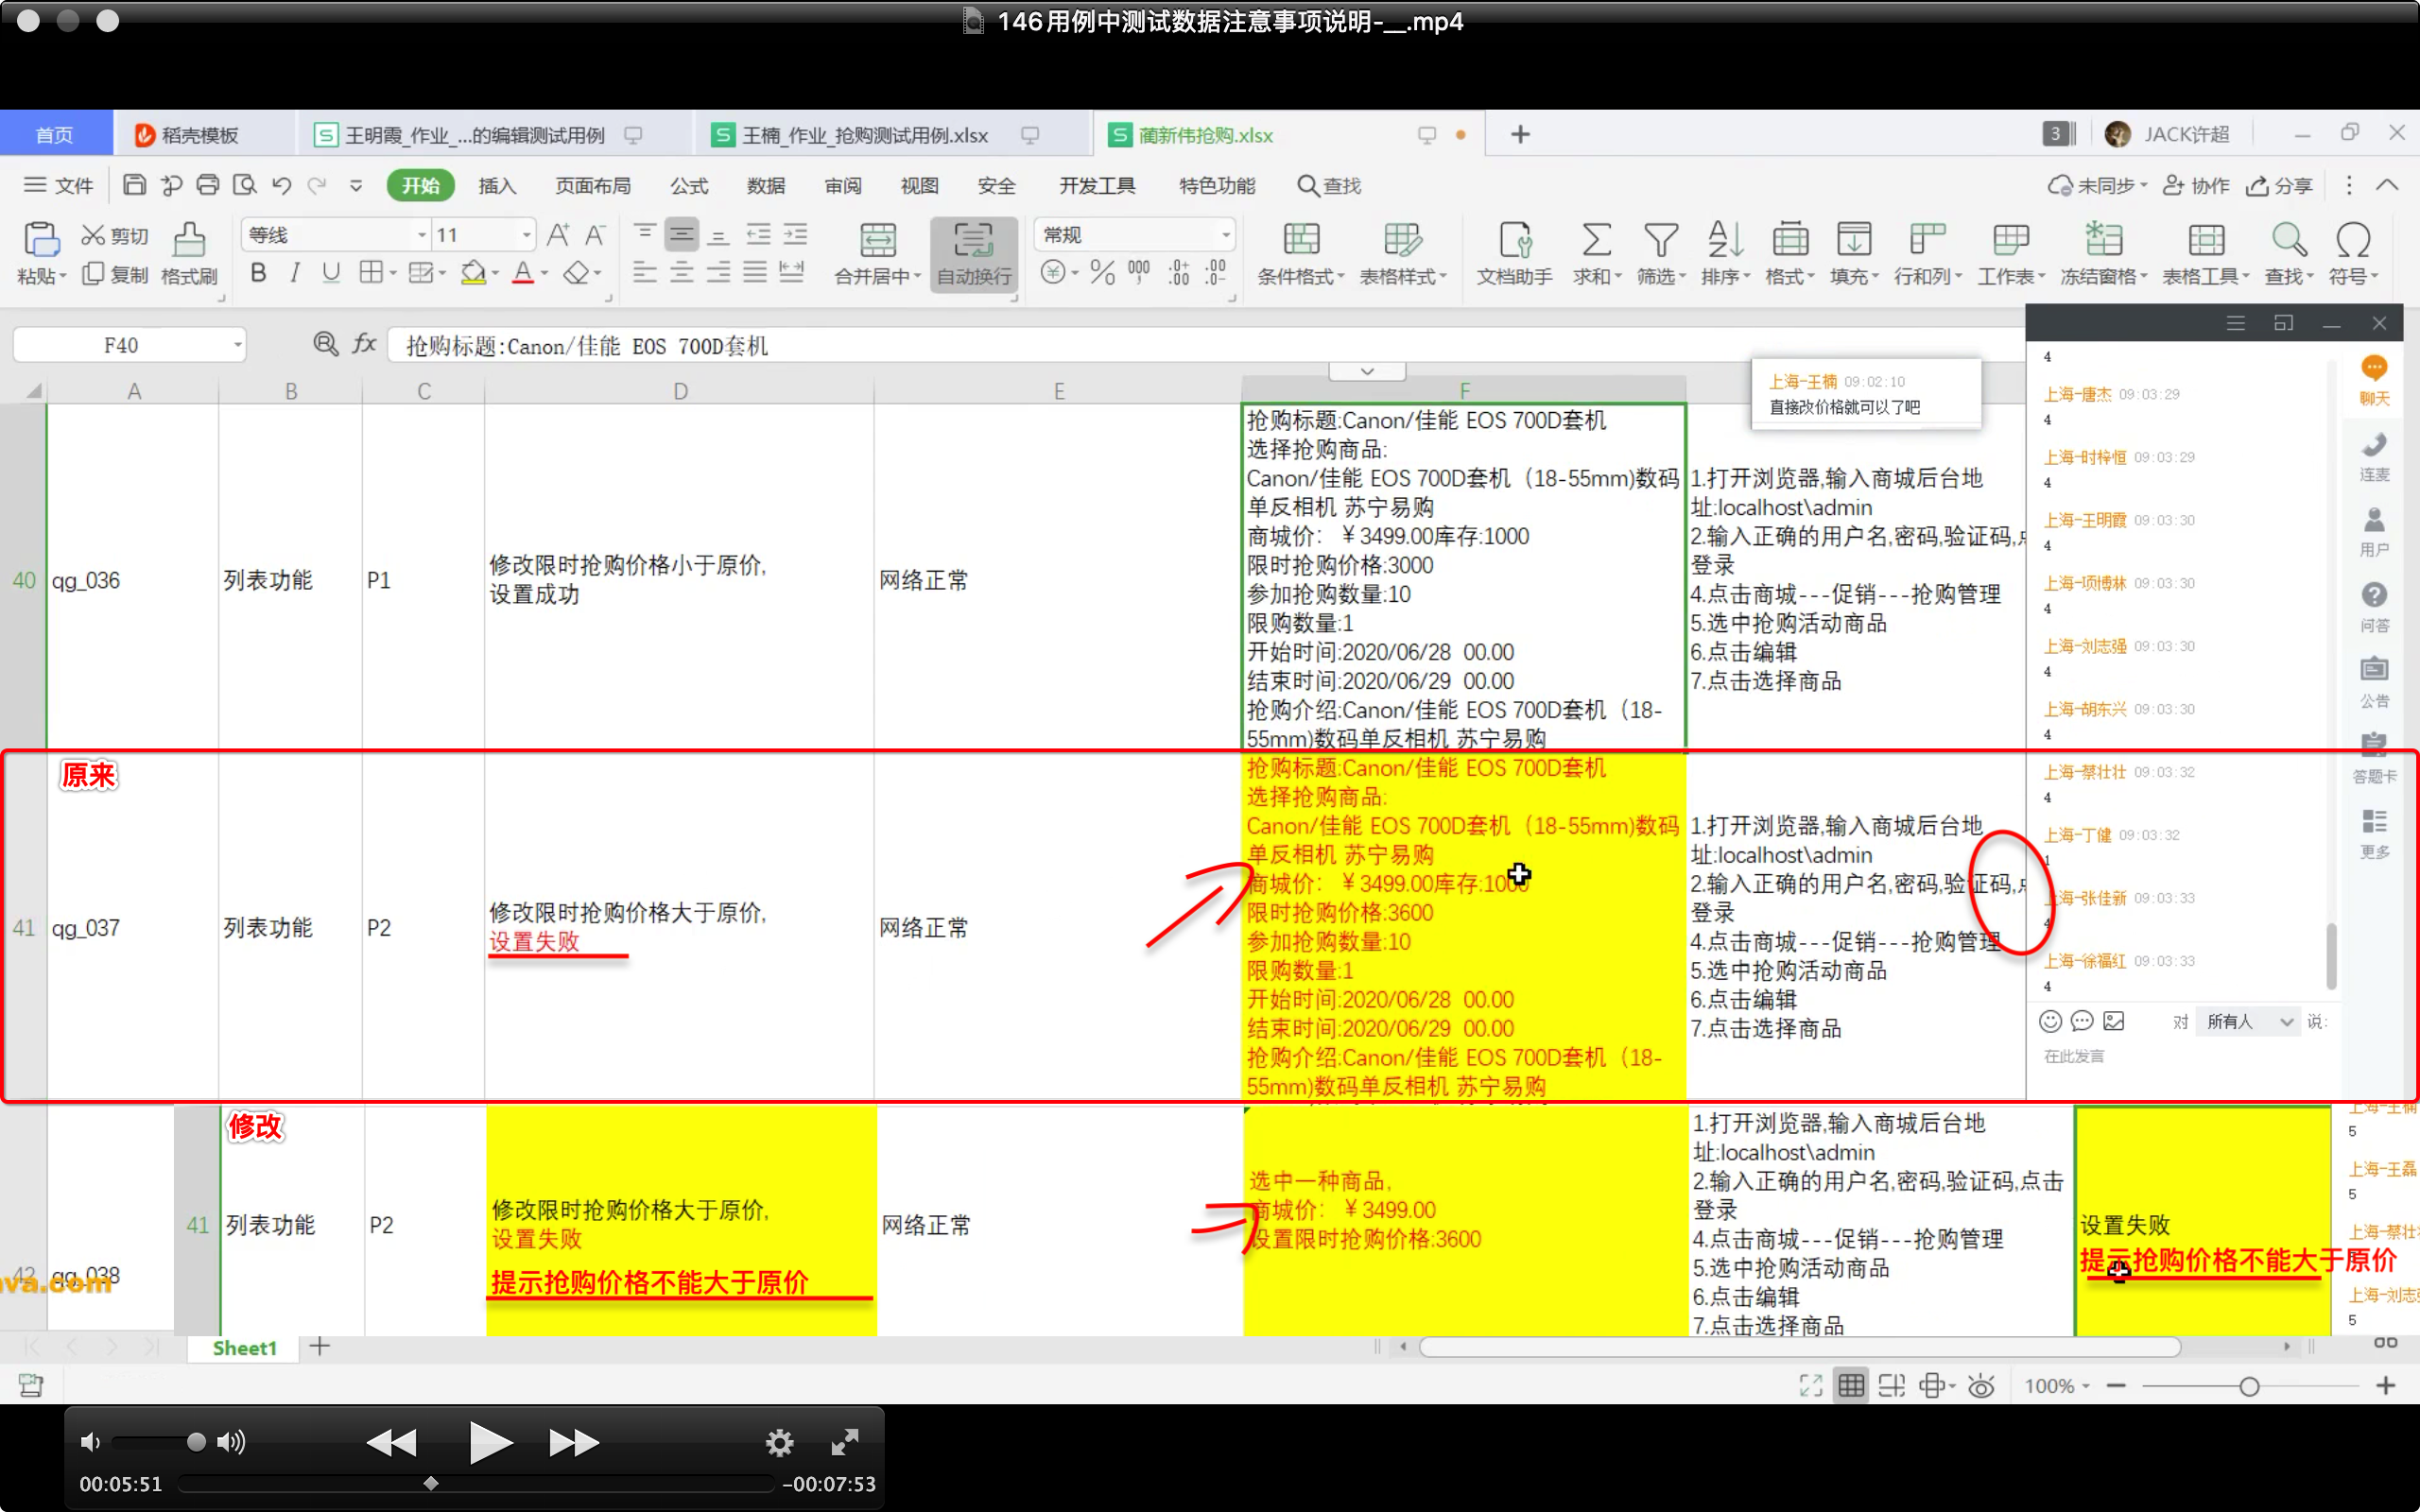 146用例中测试数据注意事项说明-__.mp4
首页
稻壳模板
王明霞_作业_...的编辑测试用例
王楠_作业_抢购测试用例.xlsx
蔺新伟抢购.xlsx
3
JACK许超
文件
开始
插入
页面布局
公式
数据
审阅
视图
安全
开发工具
特色功能
查找
未同步
协作
分享
粘贴
剪切
复制
格式刷
等线
11
合并居中
自动换行
常规
条件格式
表格样式
文档助手
求和
筛选
排序
格式
填充
行和列
工作表
冻结窗格
表格工具
查找
符号
F40
抢购标题:Canon/佳能 EOS 700D套机
A
B
C
D
E
F
40
qg_036
列表功能
P1
修改限时抢购价格小于原价,
设置成功
网络正常
抢购标题:Canon/佳能 EOS 700D套机
选择抢购商品:
Canon/佳能 EOS 700D套机（18-55mm)数码
单反相机 苏宁易购
商城价：￥3499.00库存:1000
限时抢购价格:3000
参加抢购数量:10
限购数量:1
开始时间:2020/06/28 00.00
结束时间:2020/06/29 00.00
抢购介绍:Canon/佳能 EOS 700D套机（18-
55mm)数码单反相机 苏宁易购
1.打开浏览器,输入商城后台地
址:localhost\admin
2.输入正确的用户名,密码,验证码,
登录
4.点击商城---促销---抢购管理
5.选中抢购活动商品
6.点击编辑
7.点击选择商品
上海-王楠 09:02:10
直接改价格就可以了吧
原来
41
qg_037
列表功能
P2
修改限时抢购价格大于原价,
设置失败
网络正常
抢购标题:Canon/佳能 EOS 700D套机
选择抢购商品:
Canon/佳能 EOS 700D套机（18-55mm)数码
单反相机 苏宁易购
商城价：￥3499.00库存:1000
限时抢购价格:3600
参加抢购数量:10
限购数量:1
开始时间:2020/06/28 00.00
结束时间:2020/06/29 00.00
抢购介绍:Canon/佳能 EOS 700D套机（18-
55mm)数码单反相机 苏宁易购
1.打开浏览器,输入商城后台地
址:localhost\admin
2.输入正确的用户名,密码,验证码,
登录
4.点击商城---促销---抢购管理
5.选中抢购活动商品
6.点击编辑
7.点击选择商品
4
上海-唐杰 09:03:29
4
上海-时梓恒 09:03:29
4
上海-王明霞 09:03:30
4
上海-项博林 09:03:30
4
上海-刘志强 09:03:30
4
上海-胡东兴 09:03:30
4
上海-蔡壮壮 09:03:32
4
上海-丁健 09:03:32
1
上海-张佳新 09:03:33
4
上海-徐福红 09:03:33
4
对 所有人 说:
在此发言
聊天
连麦
用户
问答
公告
答题卡
更多
修改
42
qg_038
va.com
41
列表功能
P2
修改限时抢购价格大于原价,
设置失败
提示抢购价格不能大于原价
网络正常
选中一种商品,
商城价：￥3499.00
设置限时抢购价格:3600
1.打开浏览器,输入商城后台地
址:localhost\admin
2.输入正确的用户名,密码,验证码,点击
登录
4.点击商城---促销---抢购管理
5.选中抢购活动商品
6.点击编辑
7.点击选择商品
设置失败
提示抢购价格不能大于原价
5
上海-王磊
5
上海-蔡壮
上海-刘志
5
Sheet1
100%
00:05:51
-00:07:53